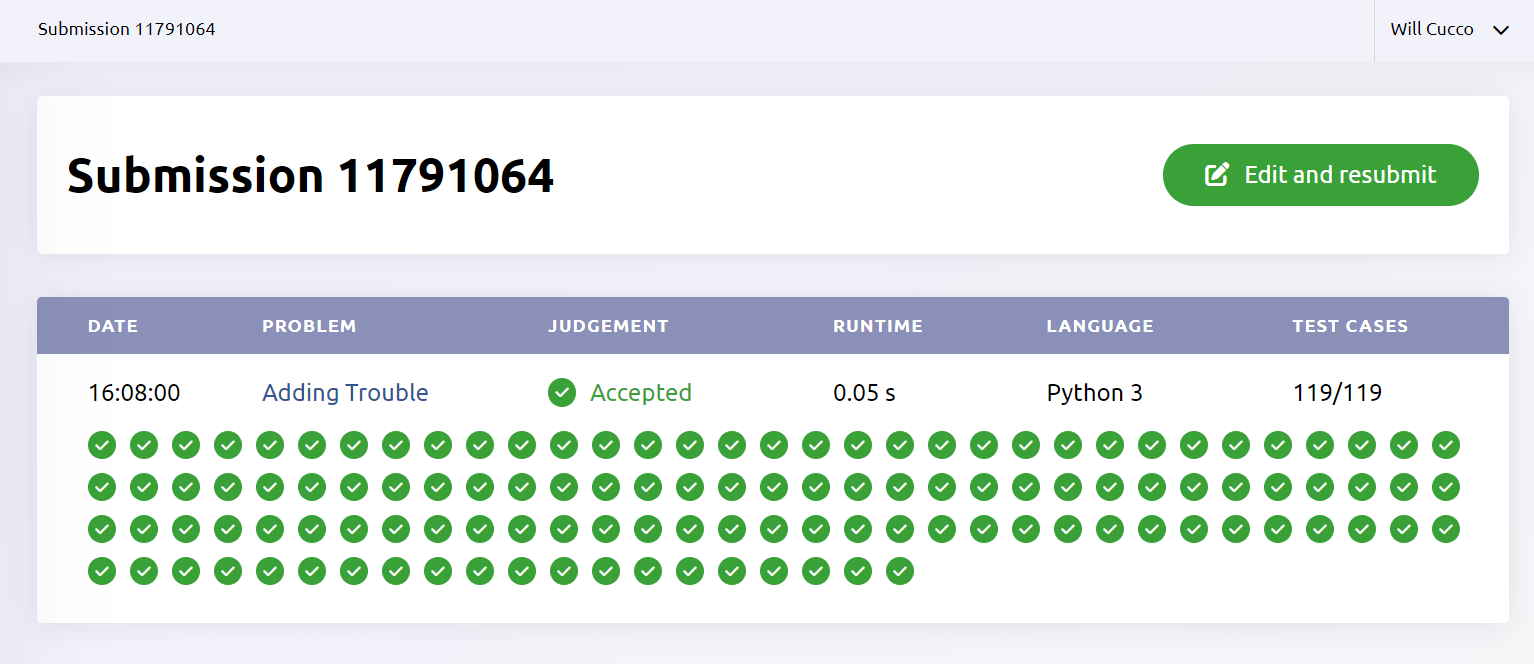 Submission 11791064
Will Cucco
Submission 11791064
Edit and resubmit
DATE PROBLEM JUDGEMENT RUNTIME LANGUAGE TEST CASES
16:08:00 Adding Trouble Accepted 0.05 s Python 3 119/119